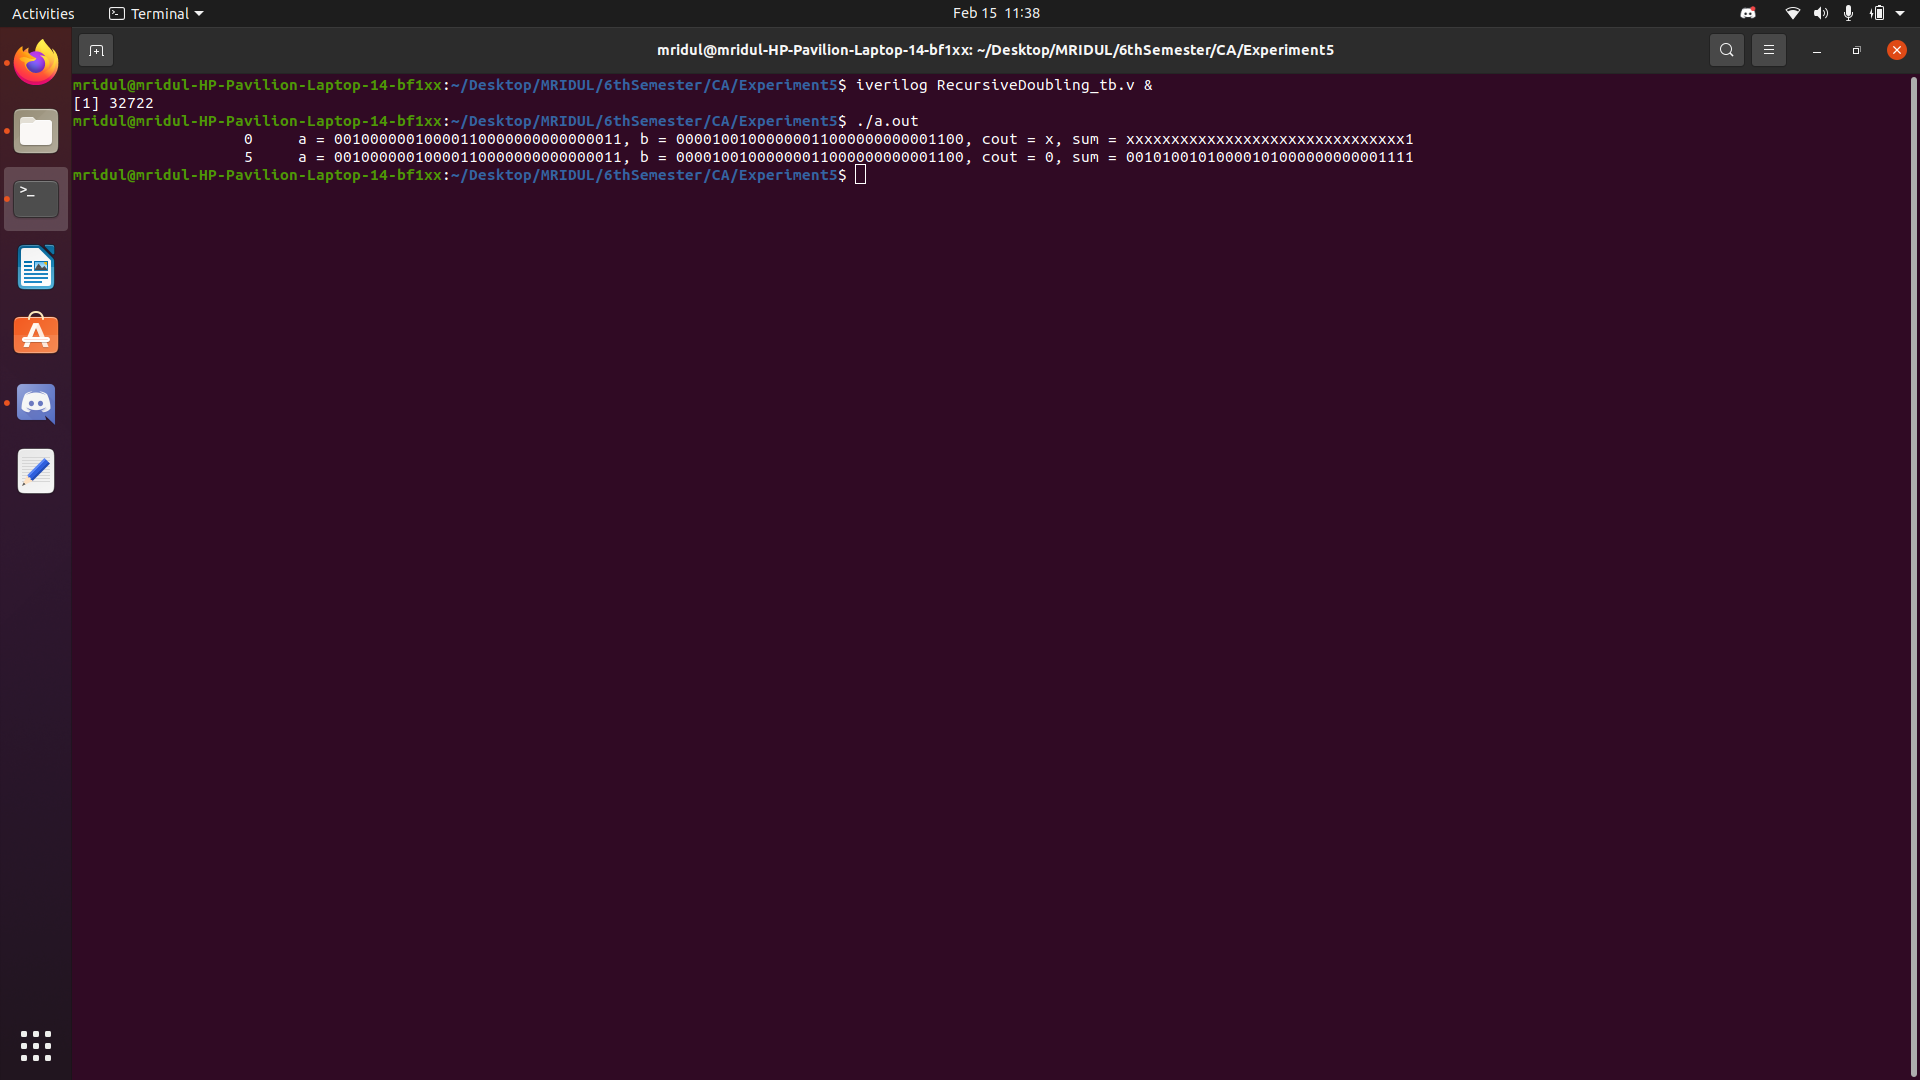 Activities
Terminal
Feb 15 11:38
mridul@mridul-HP-Pavilion-Laptop-14-bf1xx: ~/Desktop/MRIDUL/6thSemester/CA/Experiment5
mridul@mridul-HP-Pavilion-Laptop-14-bf1xx:~/Desktop/MRIDUL/6thSemester/CA/Experiment5$ iverilog RecursiveDoubling_tb.v &
[1] 32722
mridul@mridul-HP-Pavilion-Laptop-14-bf1xx:~/Desktop/MRIDUL/6thSemester/CA/Experiment5$ ./a.out
0 a = 00100000010000110000000000000011, b = 00001001000000011000000000001100, cout = x, sum = xxxxxxxxxxxxxxxxxxxxxxxxxxxxxxx1
5 a = 00100000010000110000000000000011, b = 00001001000000011000000000001100, cout = 0, sum = 00101001010000101000000000001111
mridul@mridul-HP-Pavilion-Laptop-14-bf1xx:~/Desktop/MRIDUL/6thSemester/CA/Experiment5$